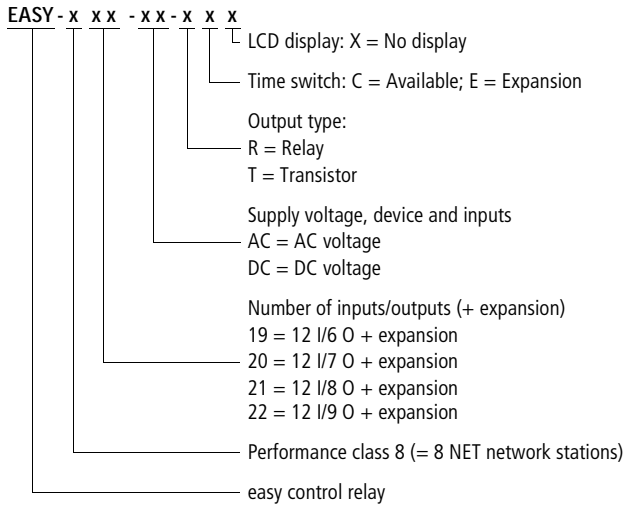 EASY - x x x - x x - x x x
LCD display: X = No display
Time switch: C = Available; E = Expansion
Output type:
R = Relay
T = Transistor
Supply voltage, device and inputs
AC = AC voltage
DC = DC voltage
Number of inputs/outputs (+ expansion)
19 = 12 I/6 O + expansion
20 = 12 I/7 O + expansion
21 = 12 I/8 O + expansion
22 = 12 I/9 O + expansion
Performance class 8 (= 8 NET network stations)
easy control relay